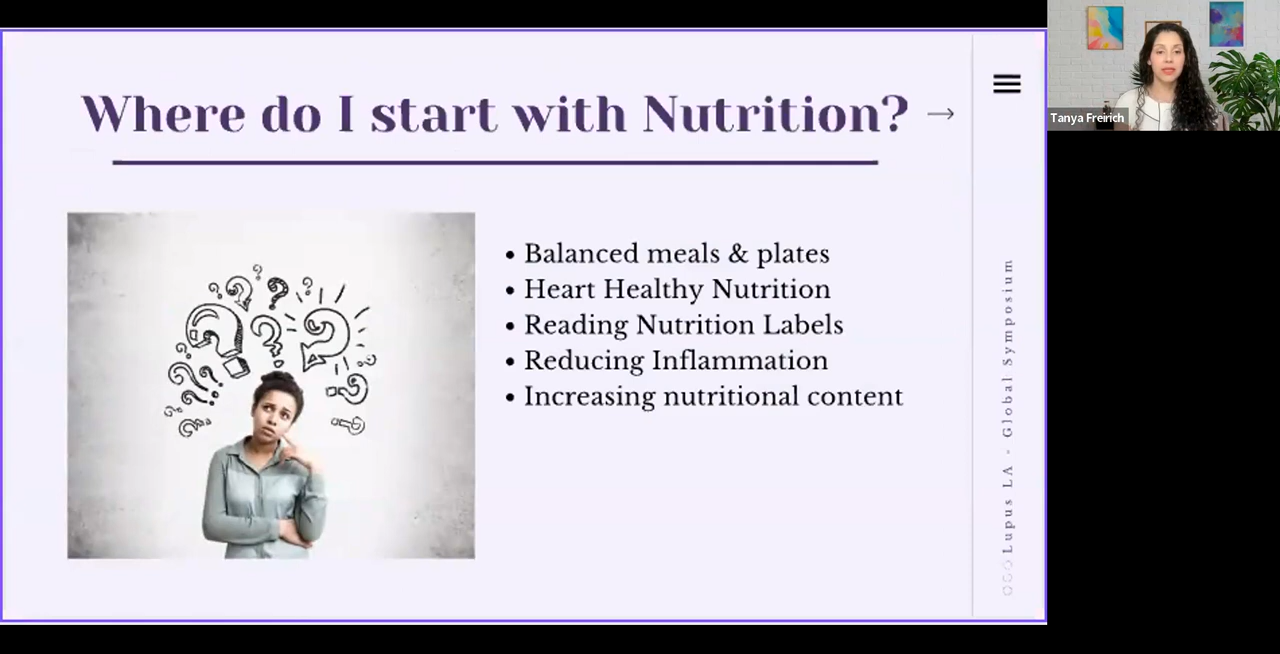 Where do I start with Nutrition?
• Balanced meals & plates
• Heart Healthy Nutrition
• Reading Nutrition Labels
• Reducing Inflammation
• Increasing nutritional content
Lupus LA - Global Symposium
Tanya Freirich